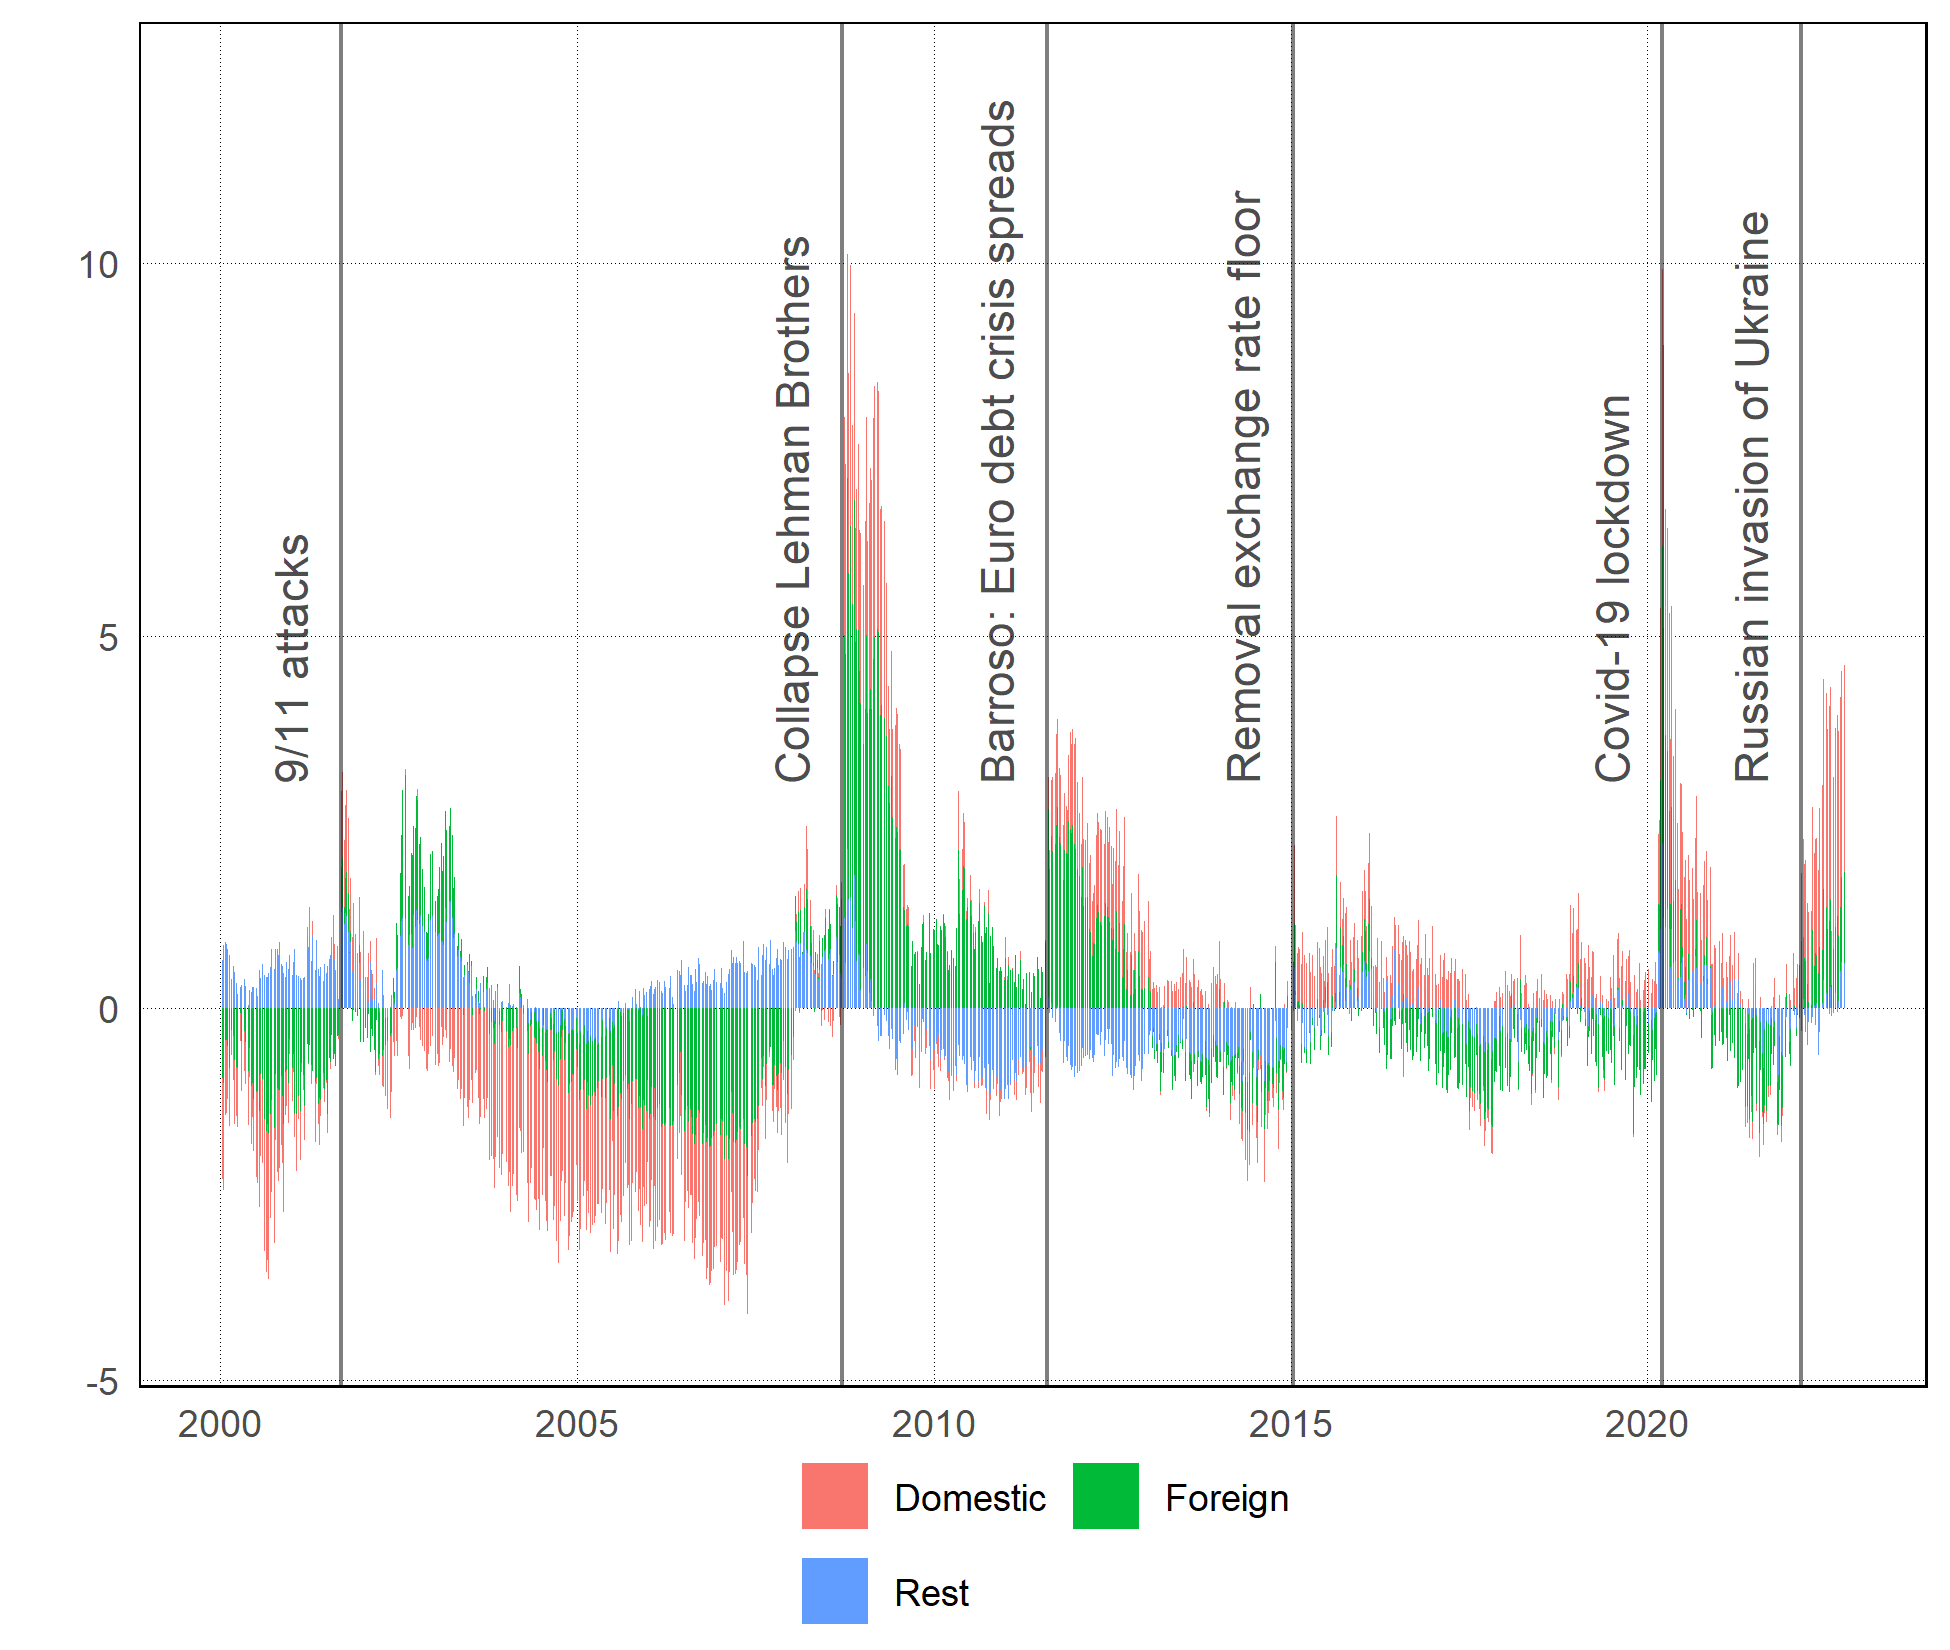 9/11 attacks
Collapse Lehman Brothers
Barroso: Euro debt crisis spreads
Removal exchange rate floor
Covid-19 lockdown
Russian invasion of Ukraine
10
5
0
-5
2000 2005 2010 2015 2020
Domestic Foreign
Rest